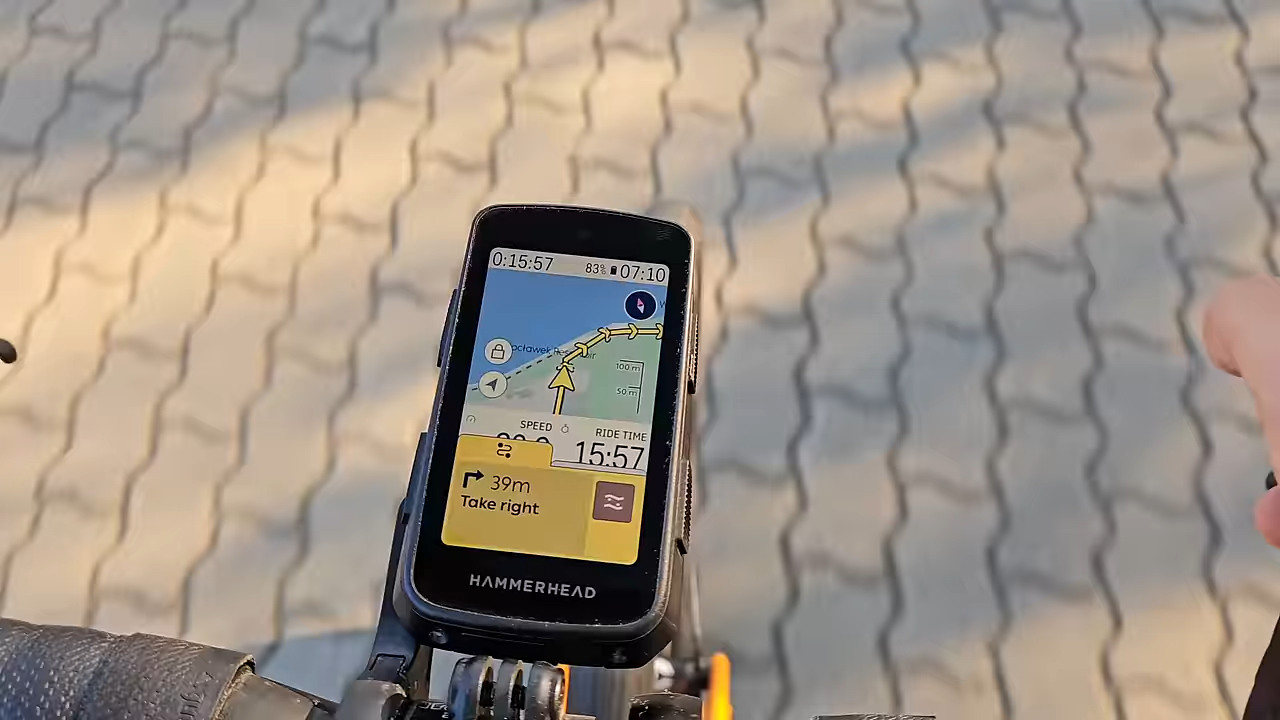 0:15:57 83% 07:10
100 m
50 m
SPEED
RIDE TIME
15:57
39m
Take right
HAMMERHEAD